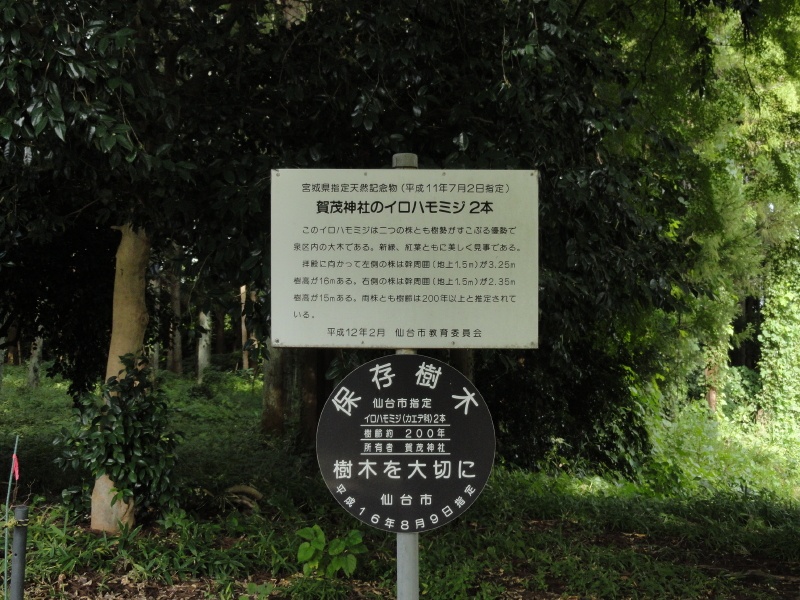 宮城県指定天然記念物(平成11年7月2日指定)
賀茂神社のイロハモミジ 2本
このイロハモミジは二つの株とも樹勢がすこぶる優勢で
泉区内の大木である。新緑、紅葉ともに美しく見事である。
拝殿に向かって左側の株は幹周囲(地上1.5m)が3.25m
樹高が16mある。右側の株は幹周囲(地上1.5m)が2.35m
樹高が15mある。両株とも樹齢は200年以上と推定されて
いる。
平成12年2月 仙台市教育委員会
保存樹木
仙台市指定
イロハモミジ(カエデ科)2本
樹齢約 200年
所有者 賀茂神社
樹木を大切に
仙台市
平成16年8月9日指定